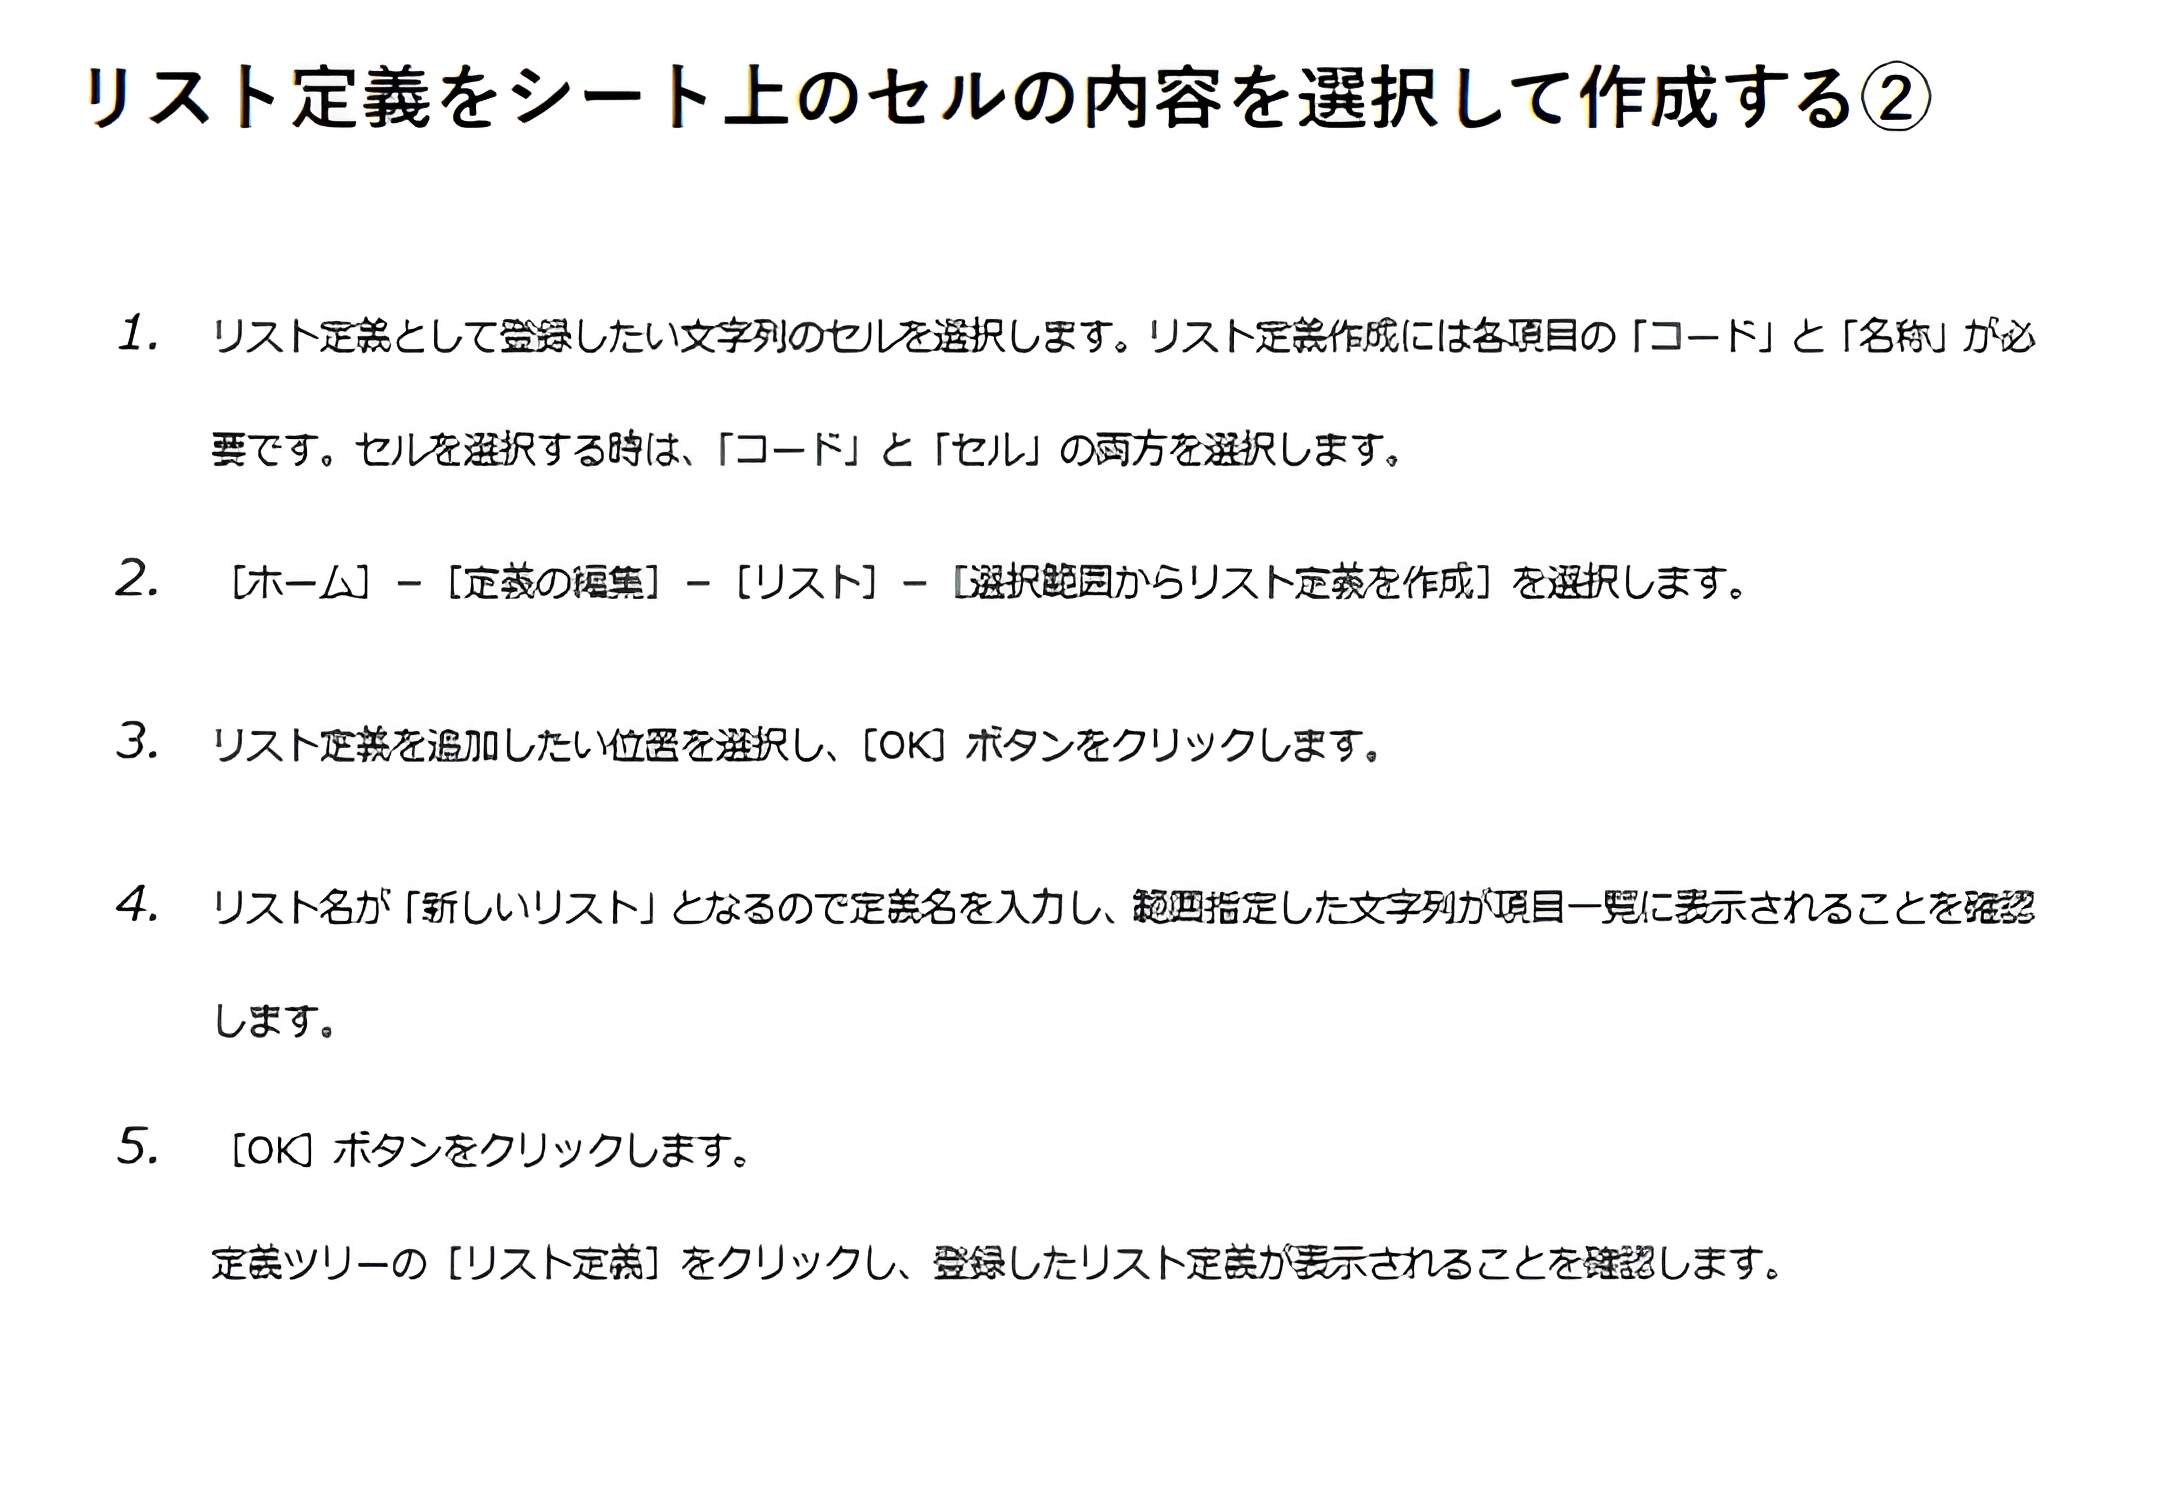 リスト定義をシート上のセルの内容を選択して作成する②
1. リスト定義として登録したい文字列のセルを選択します。リスト定義作成には各項目の「コード」と「名称」が必
要です。セルを選択する時は、「コード」と「セル」の両方を選択します。
2. ［ホーム］－［定義の編集］－［リスト］－［選択範囲からリスト定義を作成］を選択します。
3. リスト定義を追加したい位置を選択し、［OK］ボタンをクリックします。
4. リスト名が「新しいリスト」となるので定義名を入力し、範囲指定した文字列が項目一覧に表示されることを確認
します。
5. ［OK］ボタンをクリックします。
定義ツリーの［リスト定義］をクリックし、登録したリスト定義が表示されることを確認します。